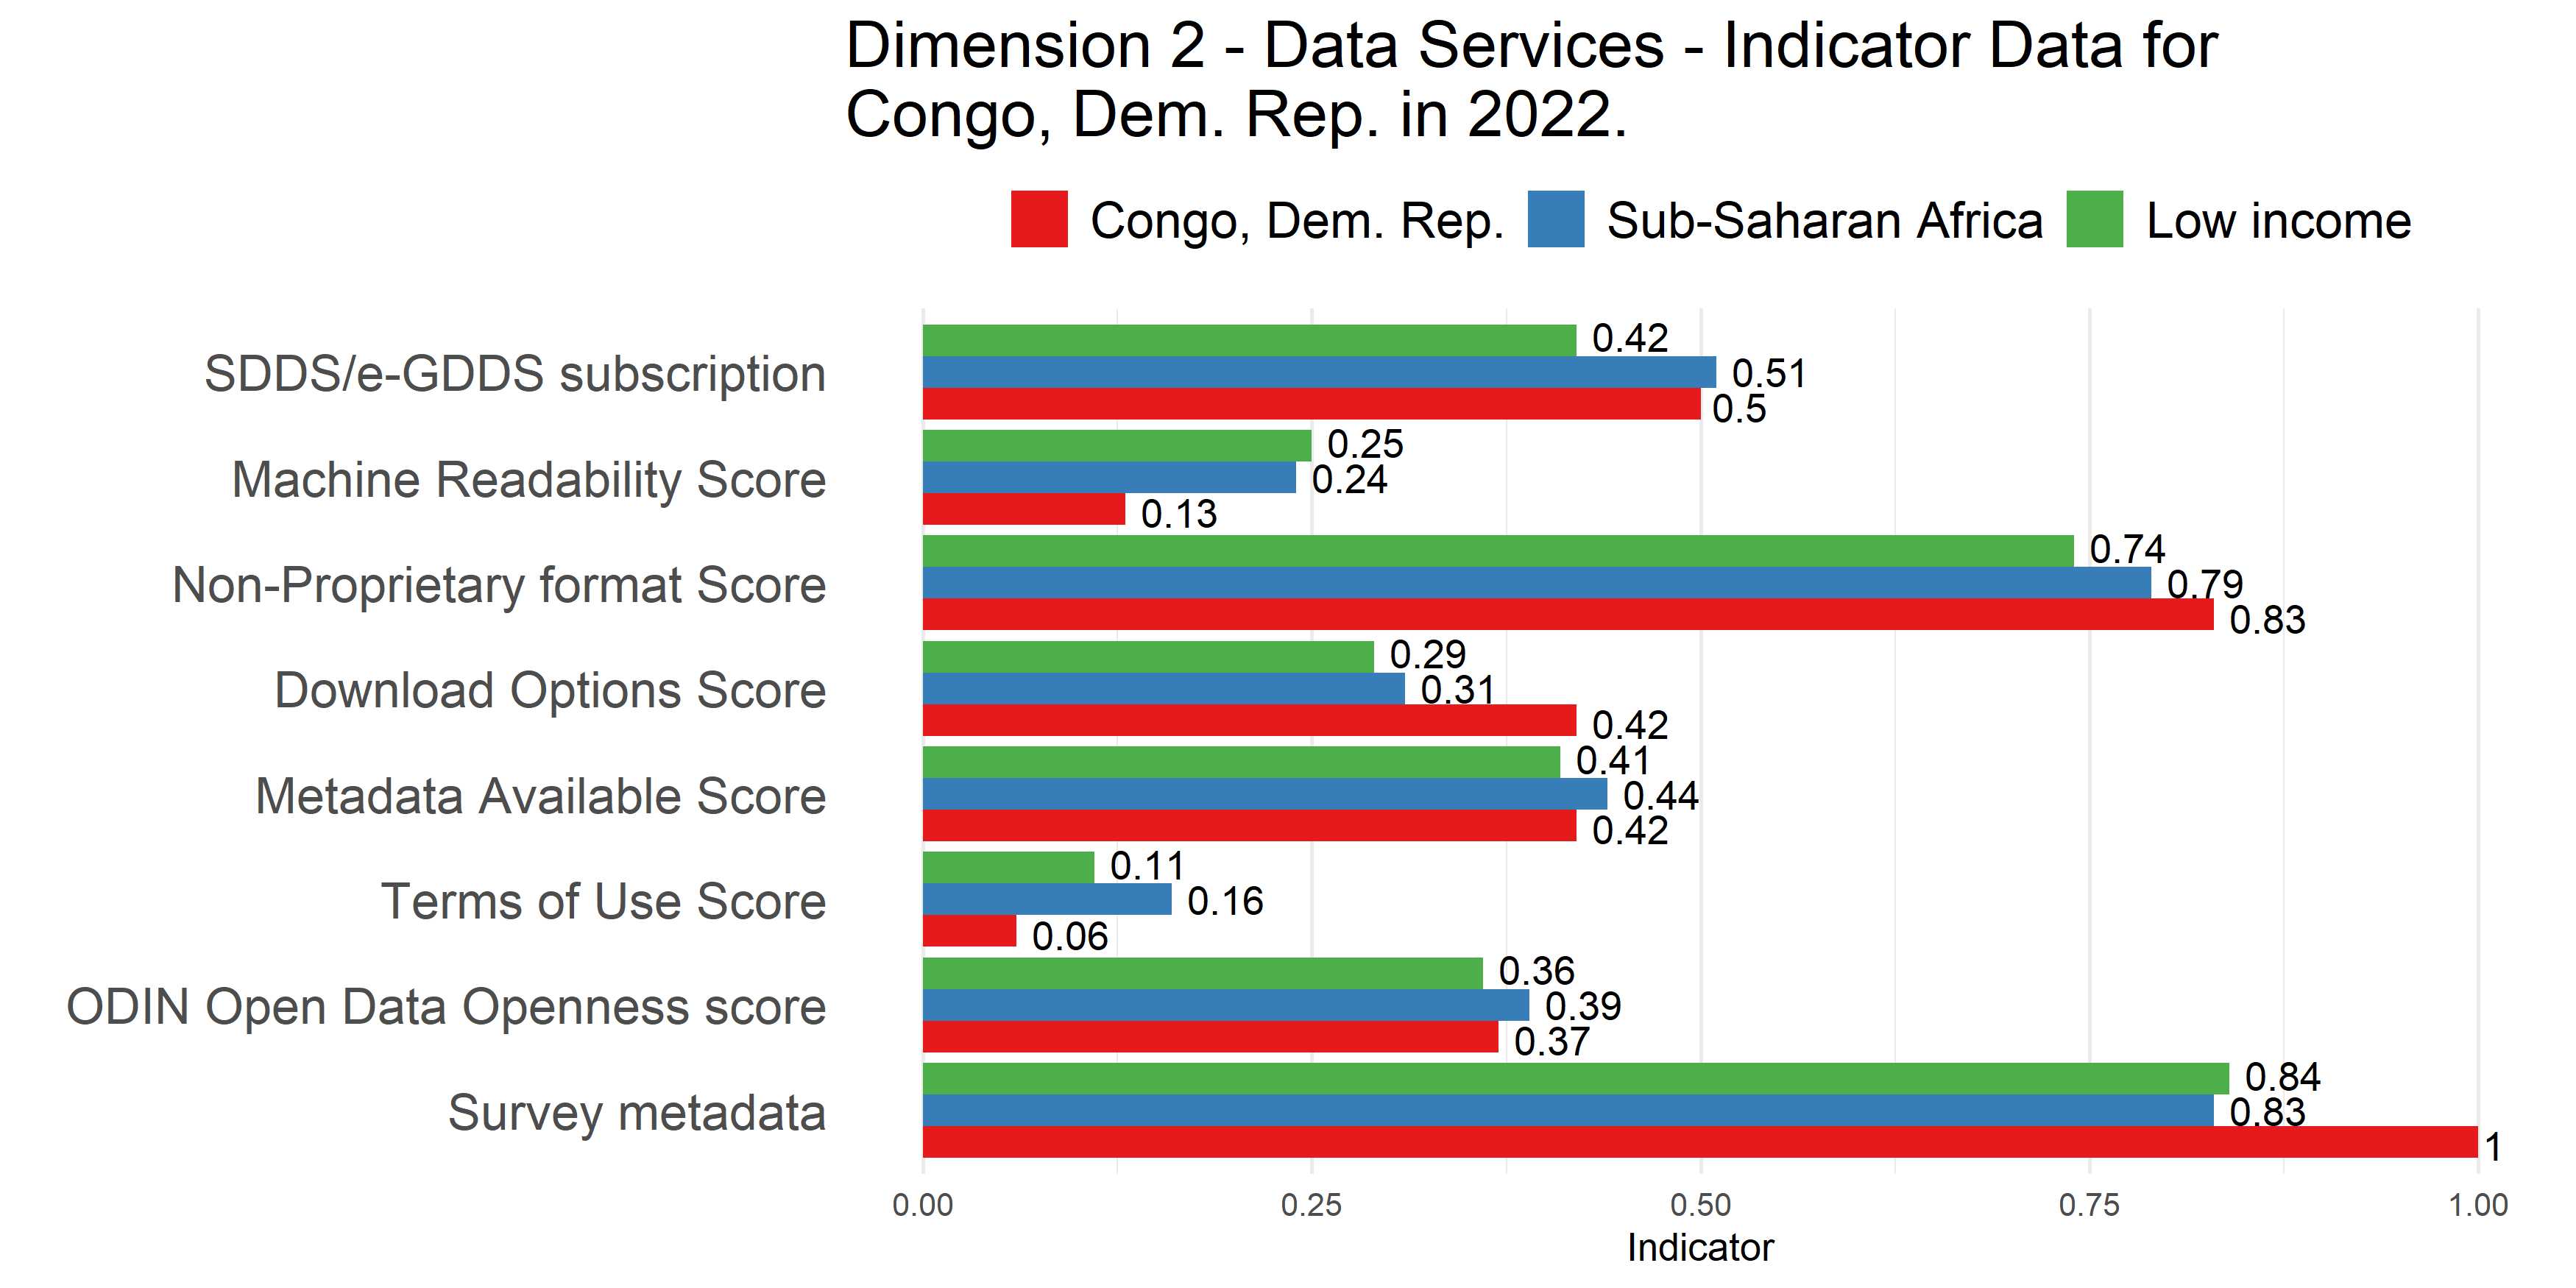 Dimension 2 - Data Services - Indicator Data for
Congo, Dem. Rep. in 2022.
Congo, Dem. Rep. Sub-Saharan Africa Low income
SDDS/e-GDDS subscription
0.42
0.51
0.5
Machine Readability Score
0.25
0.24
0.13
Non-Proprietary format Score
0.74
0.79
0.83
Download Options Score
0.29
0.31
0.42
Metadata Available Score
0.41
0.44
0.42
Terms of Use Score
0.11
0.16
0.06
ODIN Open Data Openness score
0.36
0.39
0.37
Survey metadata
0.84
0.83
1
0.00 0.25 0.50 0.75 1.00
Indicator